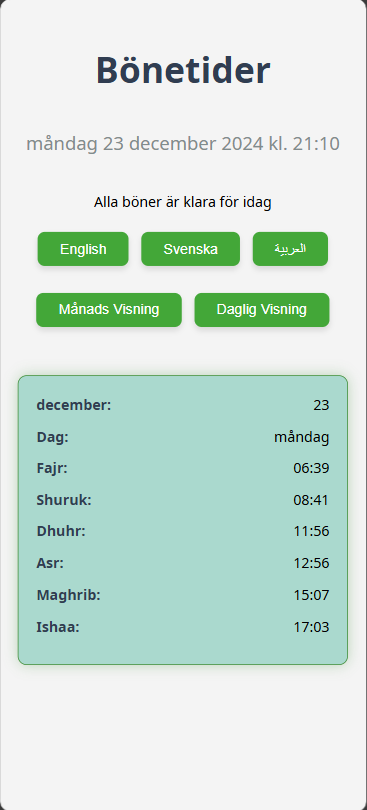 Bönetider
måndag 23 december 2024 kl. 21:10
Alla böner är klara för idag
English Svenska العربية
Månads Visning Daglig Visning
december: 23
Dag: måndag
Fajr: 06:39
Shuruk: 08:41
Dhuhr: 11:56
Asr: 12:56
Maghrib: 15:07
Ishaa: 17:03